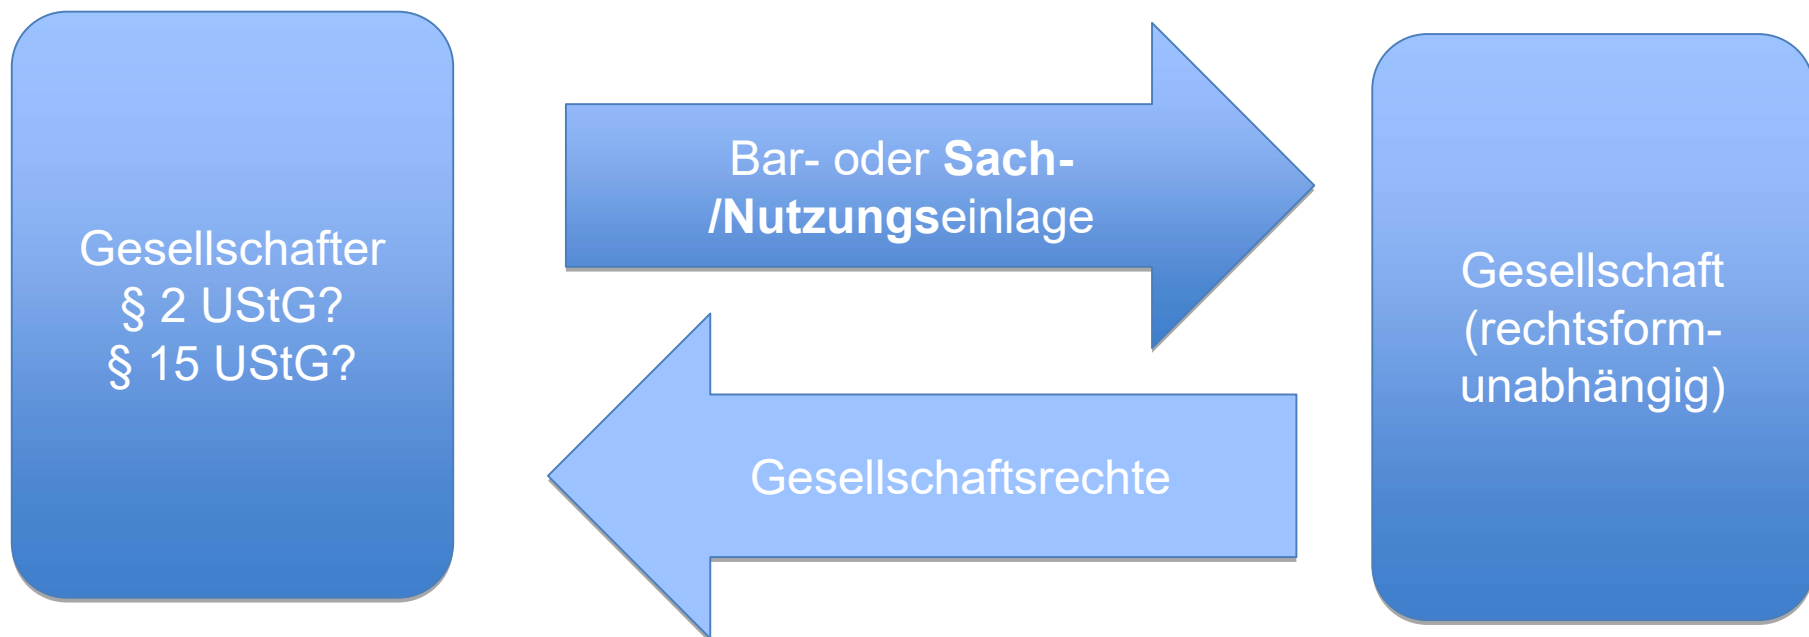 Gesellschafter
§ 2 UStG?
§ 15 UStG?
Bar- oder Sach-
/Nutzungseinlage
Gesellschaftsrechte
Gesellschaft
(rechtsform-
unabhängig)